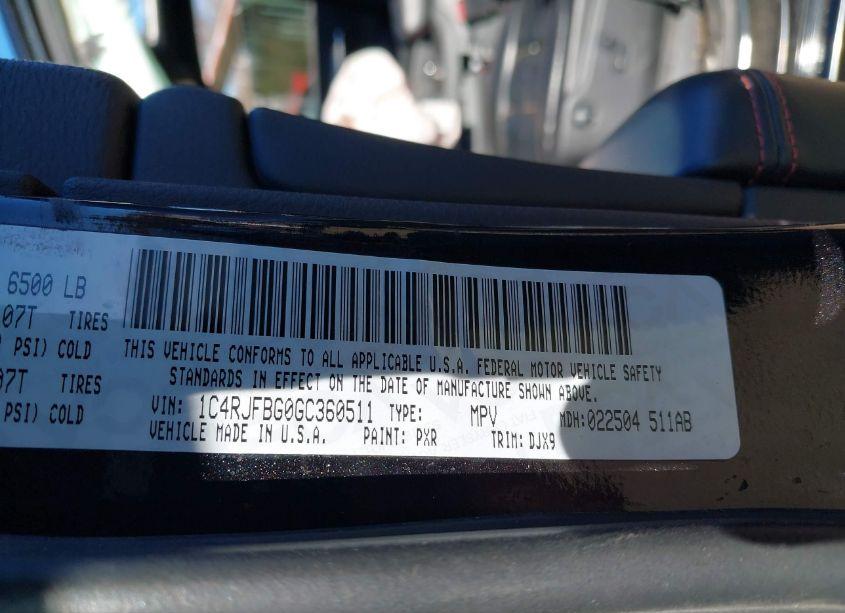 6500 LB
07T TIRES
PSI) COLD
07T TIRES
PSI) COLD
THIS VEHICLE CONFORMS TO ALL APPLICABLE U.S.A. FEDERAL MOTOR VEHICLE SAFETY
STANDARDS IN EFFECT ON THE DATE OF MANUFACTURE SHOWN ABOVE.
VIN: 1C4RJFBG0GC360511 TYPE: MPV MDH:022504 511AB
VEHICLE MADE IN U.S.A. PAINT: PXR TRIM:DJX9